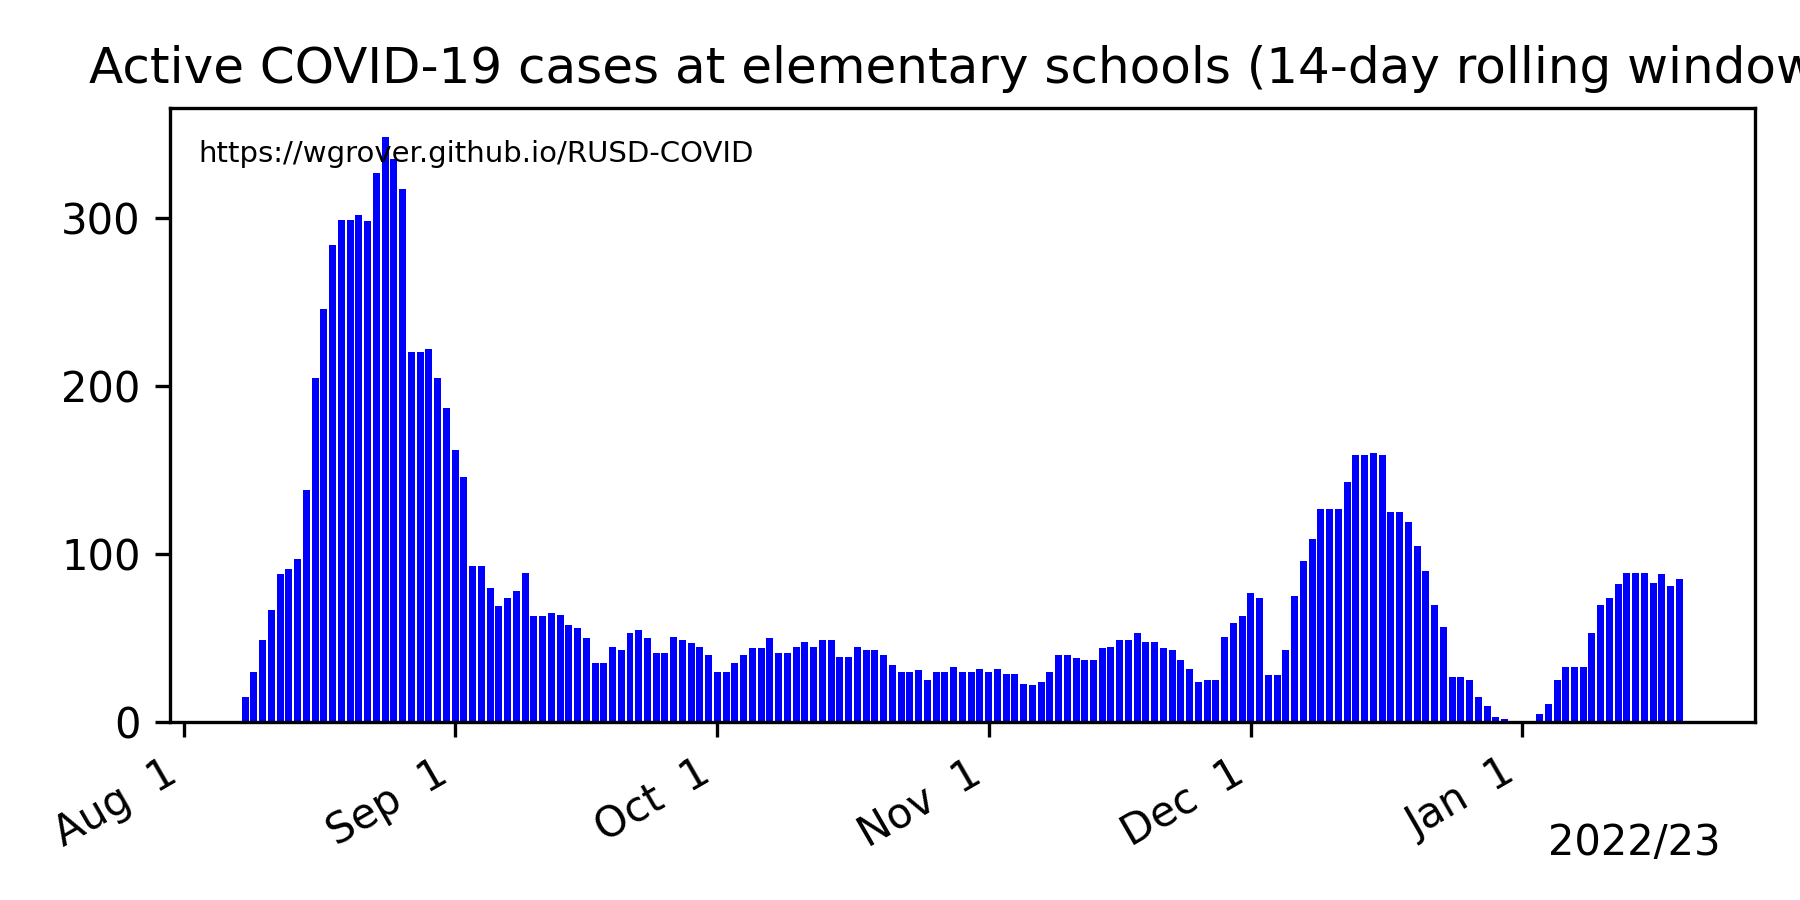 Active COVID-19 cases at elementary schools (14-day rolling window
https://wgrover.github.io/RUSD-COVID
300
200
100
0
Aug 1
Sep 1
Oct 1
Nov 1
Dec 1
Jan 1
2022/23